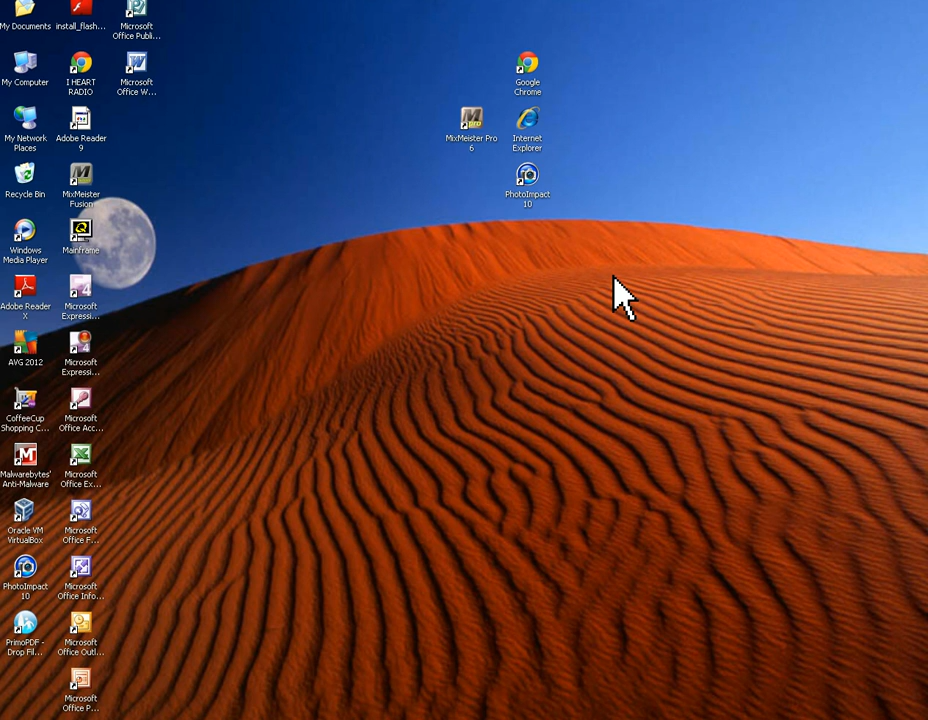 My Documents
install_flash...
Microsoft
Office Publi...
My Computer
I HEART
RADIO
Microsoft
Office W...
Google
Chrome
My Network
Places
Adobe Reader
9
MixMeister Pro
6
Internet
Explorer
Recycle Bin
MixMeister
Fusion
PhotoImpact
10
Windows
Media Player
Mainframe
Adobe Reader
X
Microsoft
Expressi...
AVG 2012
Microsoft
Expressi...
CoffeeCup
Shopping C...
Microsoft
Office Acc...
Malwarebytes'
Anti-Malware
Microsoft
Office Ex...
Oracle VM
VirtualBox
Microsoft
Office F...
PhotoImpact
10
Microsoft
Office Info...
PrimoPDF -
Drop Fil...
Microsoft
Office Outl...
Microsoft
Office P...